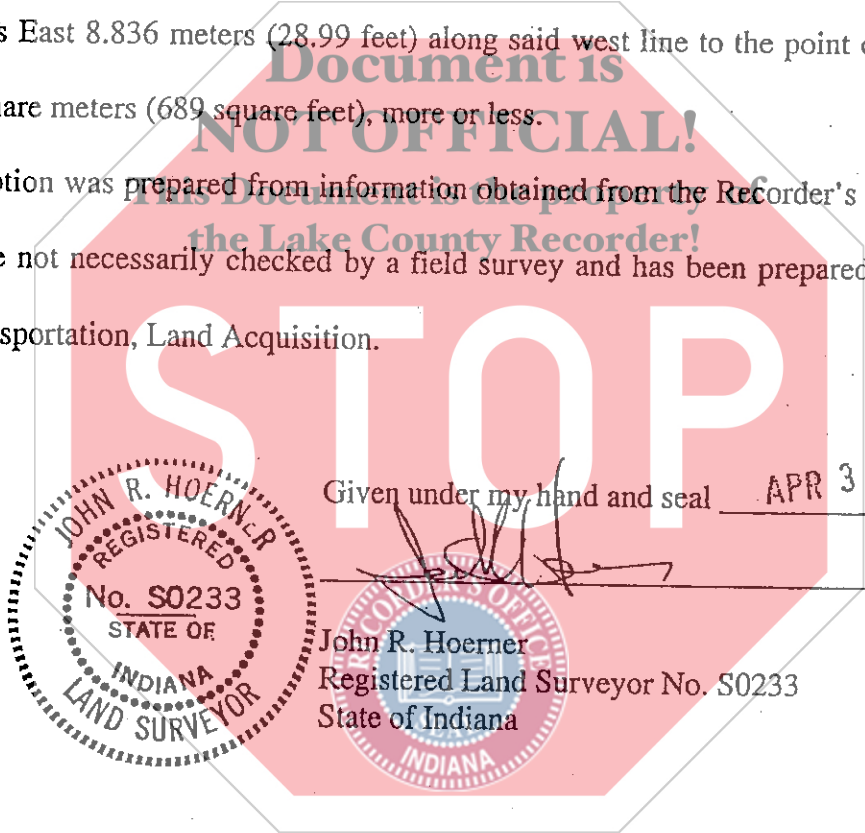 s East 8.836 meters (28.99 feet) along said west line to the point
Document is
are meters (689 square feet), more or less.
NOT OFFICIAL!
tion was prepared from information obtained from the Recorder's
This Document is the property of
the Lake County Recorder!
e not necessarily checked by a field survey and has been prepared
sportation, Land Acquisition.
STOP
Given under my hand and seal APR 3
JOHN R. HOERNER
REGISTERED
No. S0233
STATE OF
INDIANA
LAND SURVEYOR
RECORDER'S OFFICE
John R. Hoerner
Registered Land Surveyor No. S0233
State of Indiana
SEAL
INDIANA